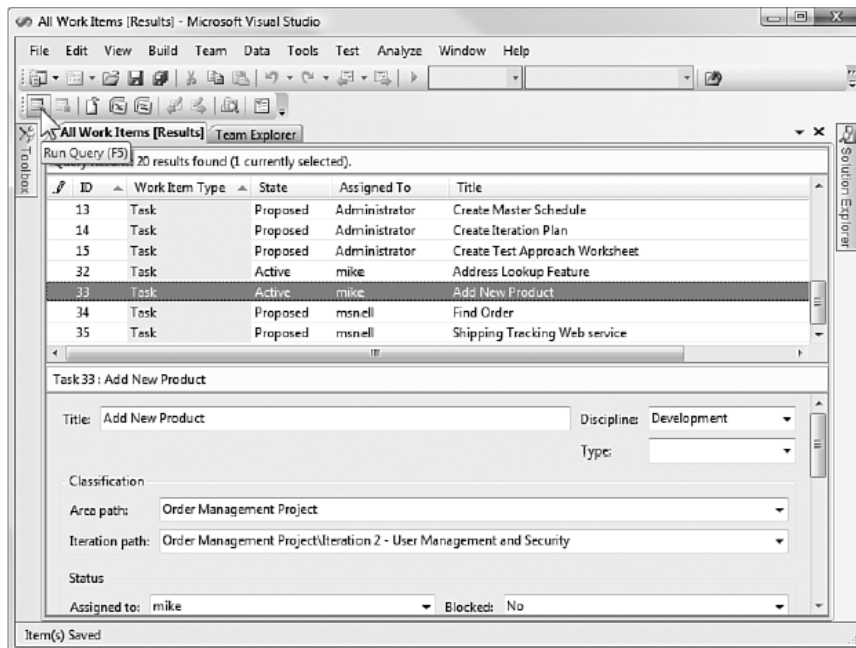 All Work Items [Results] - Microsoft Visual Studio
File Edit View Build Team Data Tools Test Analyze Window Help
All Work Items [Results] Team Explorer
Toolbox
Run Query (F5)
20 results found (1 currently selected).
Solution Explorer
ID Work Item Type State Assigned To Title
13 Task Proposed Administrator Create Master Schedule
14 Task Proposed Administrator Create Iteration Plan
15 Task Proposed Administrator Create Test Approach Worksheet
32 Task Active mike Address Lookup Feature
33 Task Active mike Add New Product
34 Task Proposed msnell Find Order
35 Task Proposed msnell Shipping Tracking Web service
Task 33 : Add New Product
Title: Add New Product Discipline: Development
Type:
Classification
Area path: Order Management Project
Iteration path: Order Management Project\Iteration 2 - User Management and Security
Status
Assigned to: mike Blocked: No
Item(s) Saved